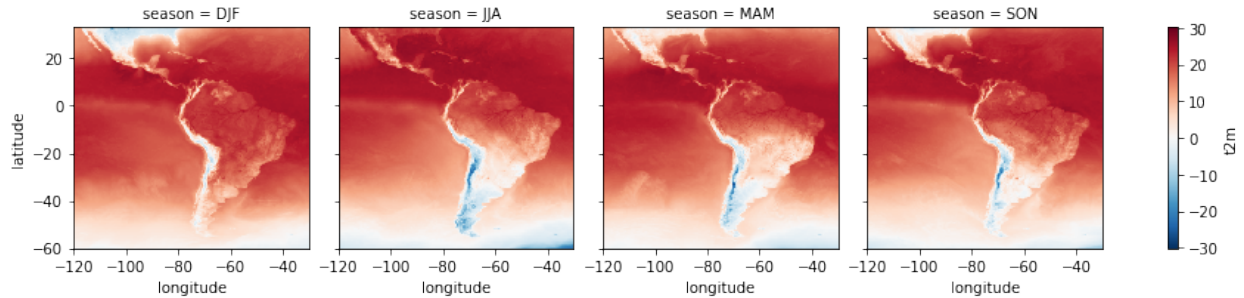 season = DJF
season = JJA
season = MAM
season = SON
latitude
20
0
−20
−40
−60
−120 −100 −80 −60 −40
−120 −100 −80 −60 −40
−120 −100 −80 −60 −40
−120 −100 −80 −60 −40
longitude
longitude
longitude
longitude
30
20
10
0
−10
−20
−30
t2m